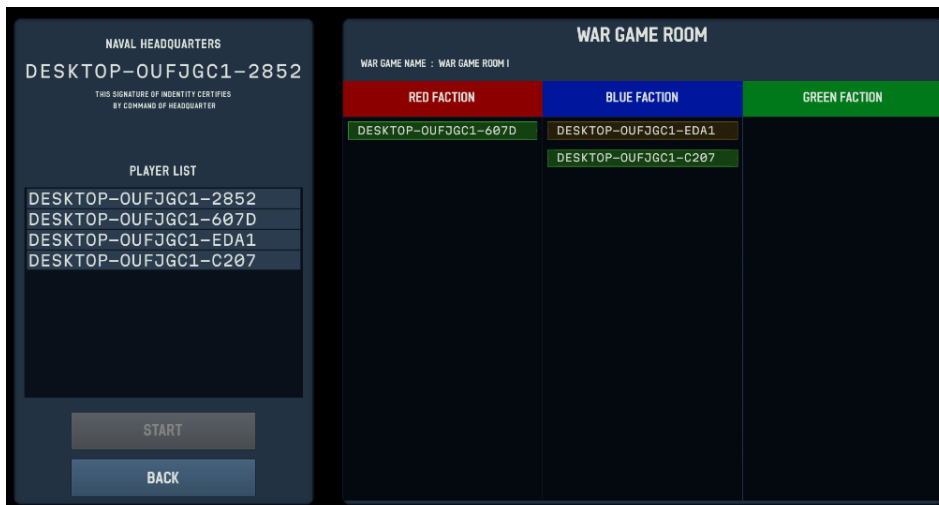 NAVAL HEADQUARTERS
DESKTOP-OUFJGC1-2852
THIS SIGNATURE OF INDENTITY CERTIFIES
BY COMMAND OF HEADQUARTER
PLAYER LIST
DESKTOP-OUFJGC1-2852
DESKTOP-OUFJGC1-607D
DESKTOP-OUFJGC1-EDA1
DESKTOP-OUFJGC1-C207
START
BACK
WAR GAME ROOM
WAR GAME NAME : WAR GAME ROOM I
RED FACTION
BLUE FACTION
GREEN FACTION
DESKTOP-OUFJGC1-607D
DESKTOP-OUFJGC1-EDA1
DESKTOP-OUFJGC1-C207